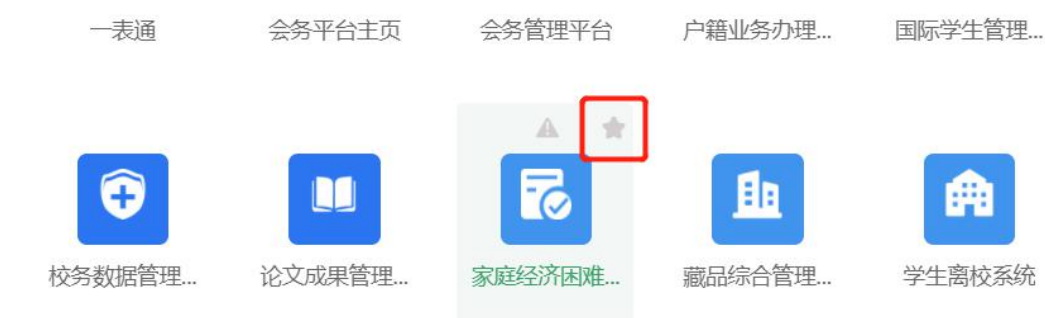 一表通
会务平台主页
会务管理平台
户籍业务办理...
国际学生管理...
校务数据管理...
论文成果管理...
家庭经济困难...
藏品综合管理...
学生离校系统